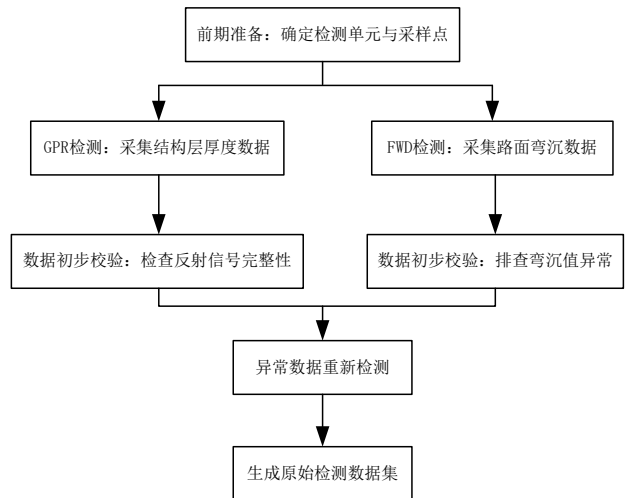 前期准备：确定检测单元与采样点
GPR检测：采集结构层厚度数据
FWD检测：采集路面弯沉数据
数据初步校验：检查反射信号完整性
数据初步校验：排查弯沉值异常
异常数据重新检测
生成原始检测数据集